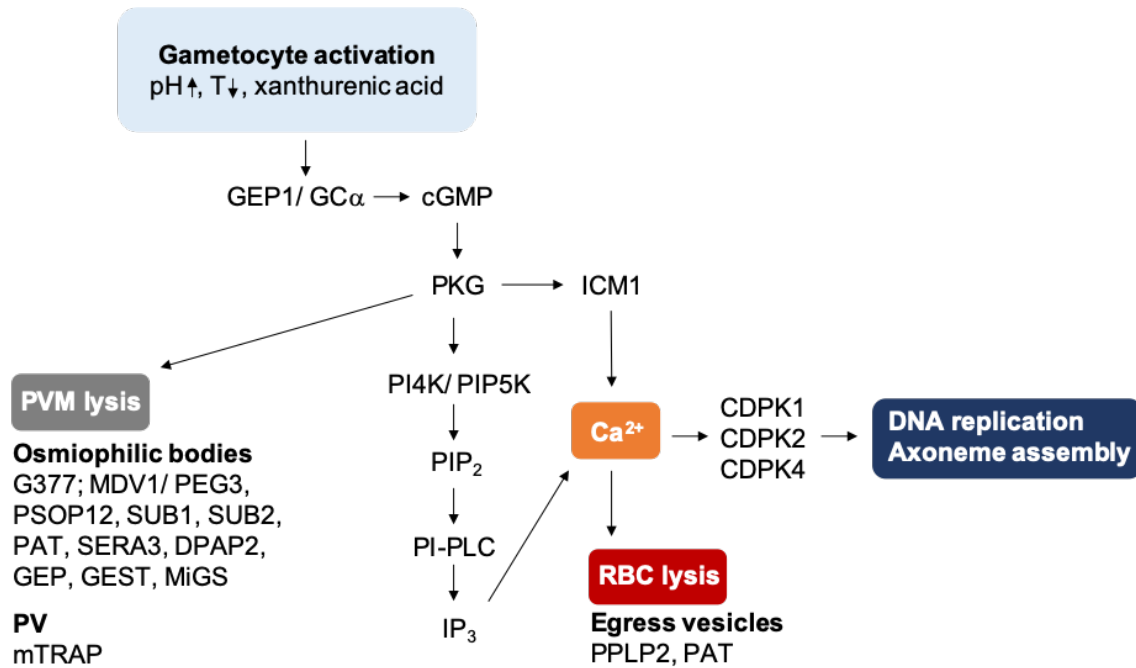 Gametocyte activation
pH↑, T↓, xanthurenic acid
GEP1/ GCα
cGMP
PKG
ICM1
PI4K/ PIP5K
PIP₂
PI-PLC
IP₃
PVM lysis
Osmiophilic bodies
G377; MDV1/ PEG3,
PSOP12, SUB1, SUB2,
PAT, SERA3, DPAP2,
GEP, GEST, MiGS
PV
mTRAP
Ca²⁺
CDPK1
CDPK2
CDPK4
DNA replication
Axoneme assembly
RBC lysis
Egress vesicles
PPLP2, PAT